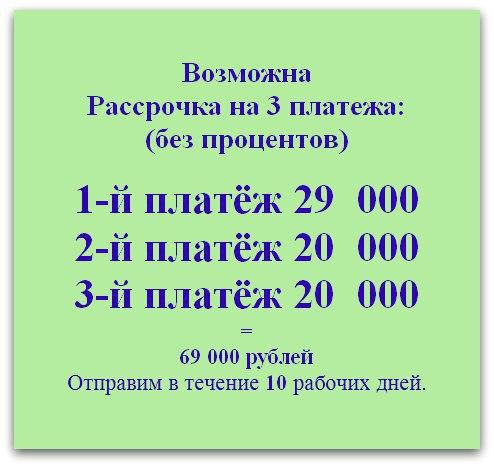 Возможна
Рассрочка на 3 платежа:
(без процентов)
1-й платёж 29 000
2-й платёж 20 000
3-й платёж 20 000
=
69 000 рублей
Отправим в течение 10 рабочих дней.